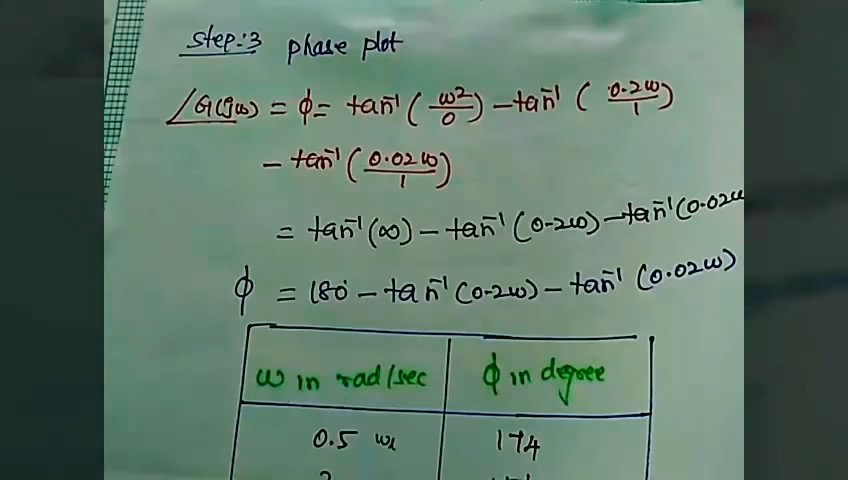 Step:3 phase plot
∠G(jω) = ϕ = tan⁻¹ (ω²/0) – tan⁻¹ (0.2ω/1)
– tan⁻¹ (0.02ω/1)
= tan⁻¹(∞) – tan⁻¹(0.2ω) – tan⁻¹(0.02ω
ϕ = 180° – tan⁻¹(0.2ω) – tan⁻¹(0.02ω)
ω in rad/sec ϕ in degree
0.5 174